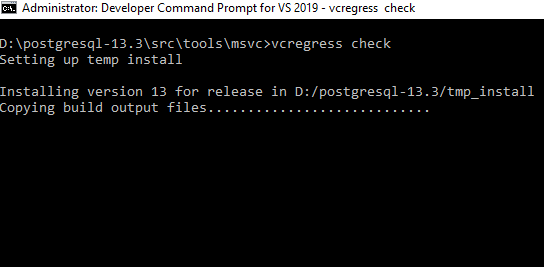 Administrator: Developer Command Prompt for VS 2019 - vcregress check
D:\postgresql-13.3\src\tools\msvc>vcregress check
Setting up temp install
Installing version 13 for release in D:/postgresql-13.3/tmp_install
Copying build output files............................